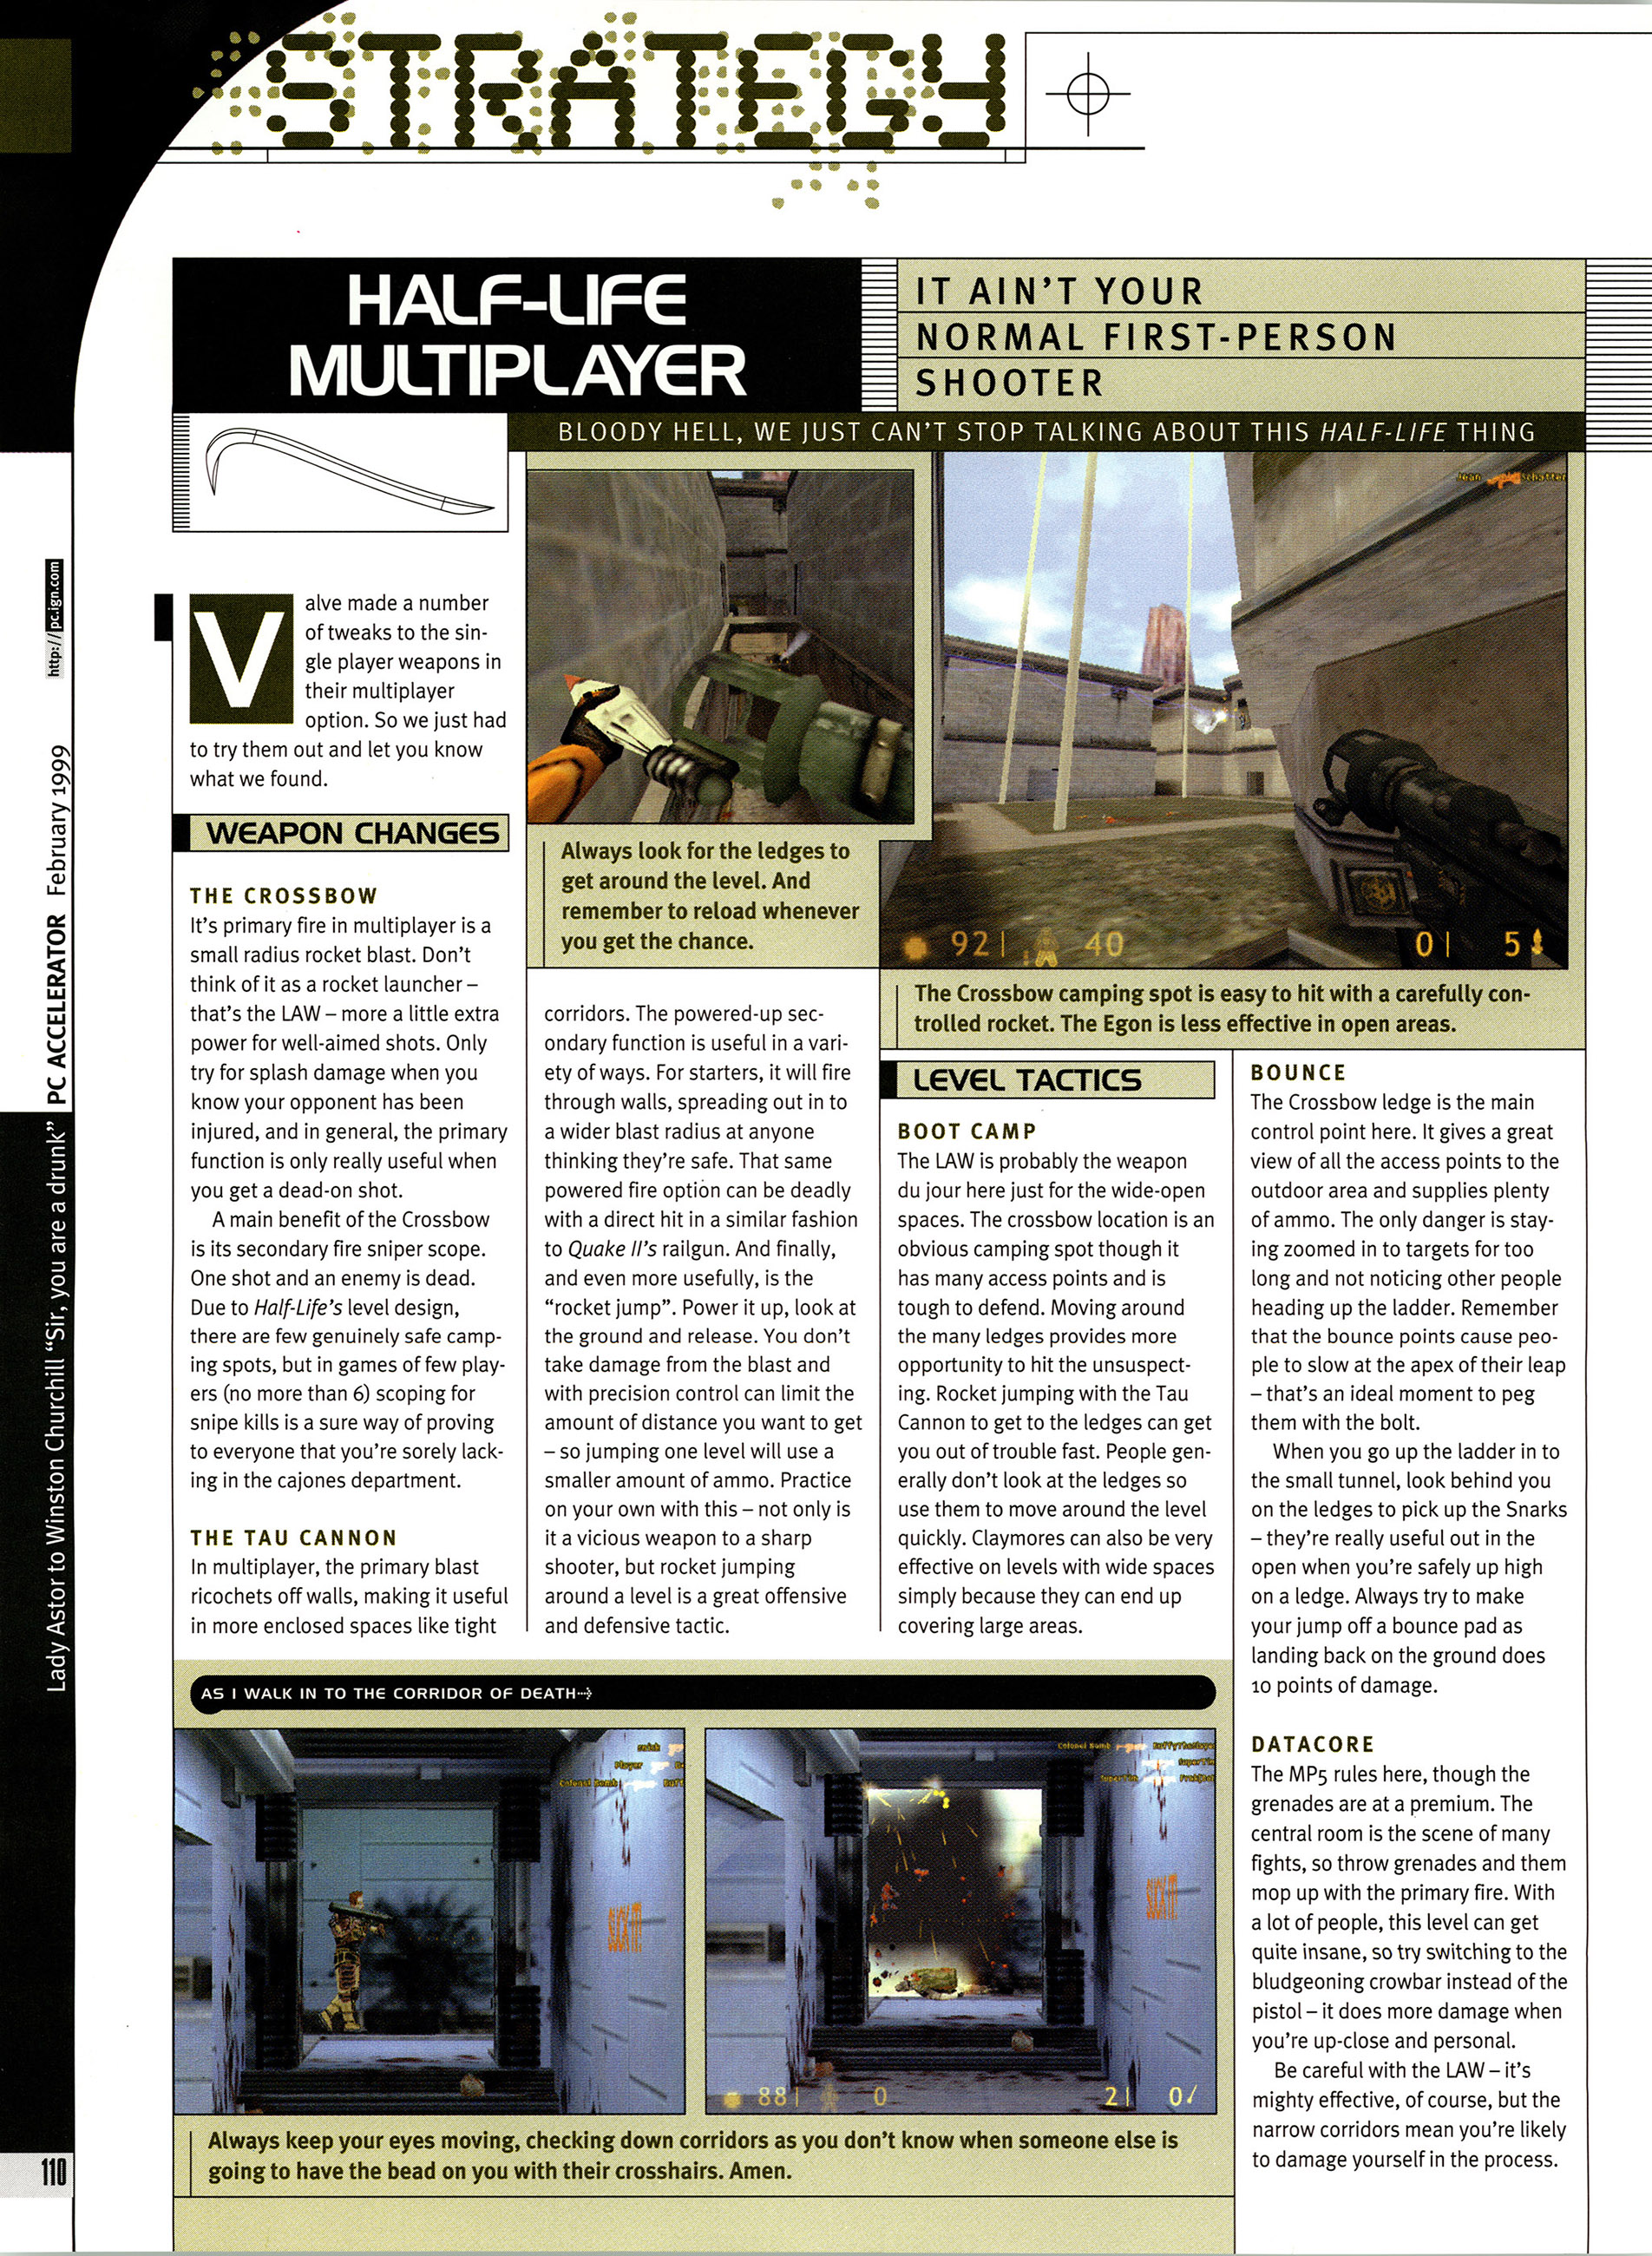 STRATEGY
HALF-LIFE
MULTIPLAYER
IT AIN'T YOUR
NORMAL FIRST-PERSON
SHOOTER
BLOODY HELL, WE JUST CAN'T STOP TALKING ABOUT THIS HALF-LIFE THING
Valve made a number
of tweaks to the sin-
gle player weapons in
their multiplayer
option. So we just had
to try them out and let you know
what we found.
WEAPON CHANGES
THE CROSSBOW
It's primary fire in multiplayer is a
small radius rocket blast. Don't
think of it as a rocket launcher –
that's the LAW – more a little extra
power for well-aimed shots. Only
try for splash damage when you
know your opponent has been
injured, and in general, the primary
function is only really useful when
you get a dead-on shot.
A main benefit of the Crossbow
is its secondary fire sniper scope.
One shot and an enemy is dead.
Due to Half-Life's level design,
there are few genuinely safe camp-
ing spots, but in games of few play-
ers (no more than 6) scoping for
snipe kills is a sure way of proving
to everyone that you're sorely lack-
ing in the cajones department.
THE TAU CANNON
In multiplayer, the primary blast
ricochets off walls, making it useful
in more enclosed spaces like tight
Always look for the ledges to
get around the level. And
remember to reload whenever
you get the chance.
corridors. The powered-up sec-
ondary function is useful in a vari-
ety of ways. For starters, it will fire
through walls, spreading out in to
a wider blast radius at anyone
thinking they're safe. That same
powered fire option can be deadly
with a direct hit in a similar fashion
to Quake II's railgun. And finally,
and even more usefully, is the
“rocket jump”. Power it up, look at
the ground and release. You don't
take damage from the blast and
with precision control can limit the
amount of distance you want to get
– so jumping one level will use a
smaller amount of ammo. Practice
on your own with this – not only is
it a vicious weapon to a sharp
shooter, but rocket jumping
around a level is a great offensive
and defensive tactic.
92| 40 0| 5
The Crossbow camping spot is easy to hit with a carefully con-
trolled rocket. The Egon is less effective in open areas.
LEVEL TACTICS
BOOT CAMP
The LAW is probably the weapon
du jour here just for the wide-open
spaces. The crossbow location is an
obvious camping spot though it
has many access points and is
tough to defend. Moving around
the many ledges provides more
opportunity to hit the unsuspect-
ing. Rocket jumping with the Tau
Cannon to get to the ledges can get
you out of trouble fast. People gen-
erally don't look at the ledges so
use them to move around the level
quickly. Claymores can also be very
effective on levels with wide spaces
simply because they can end up
covering large areas.
BOUNCE
The Crossbow ledge is the main
control point here. It gives a great
view of all the access points to the
outdoor area and supplies plenty
of ammo. The only danger is stay-
ing zoomed in to targets for too
long and not noticing other people
heading up the ladder. Remember
that the bounce points cause peo-
ple to slow at the apex of their leap
– that's an ideal moment to peg
them with the bolt.
When you go up the ladder in to
the small tunnel, look behind you
on the ledges to pick up the Snarks
– they're really useful out in the
open when you're safely up high
on a ledge. Always try to make
your jump off a bounce pad as
landing back on the ground does
10 points of damage.
DATACORE
The MP5 rules here, though the
grenades are at a premium. The
central room is the scene of many
fights, so throw grenades and them
mop up with the primary fire. With
a lot of people, this level can get
quite insane, so try switching to the
bludgeoning crowbar instead of the
pistol – it does more damage when
you're up-close and personal.
Be careful with the LAW – it's
mighty effective, of course, but the
narrow corridors mean you're likely
to damage yourself in the process.
AS I WALK IN TO THE CORRIDOR OF DEATH
Player
Colonel Bomb
SUCK IT!
Colonel Bomb
SUCK IT!
88| 0 2| 0/
Always keep your eyes moving, checking down corridors as you don't know when someone else is
going to have the bead on you with their crosshairs. Amen.
Lady Astor to Winston Churchill “Sir, you are a drunk” PC ACCELERATOR February 1999 http://pc.ign.com
110